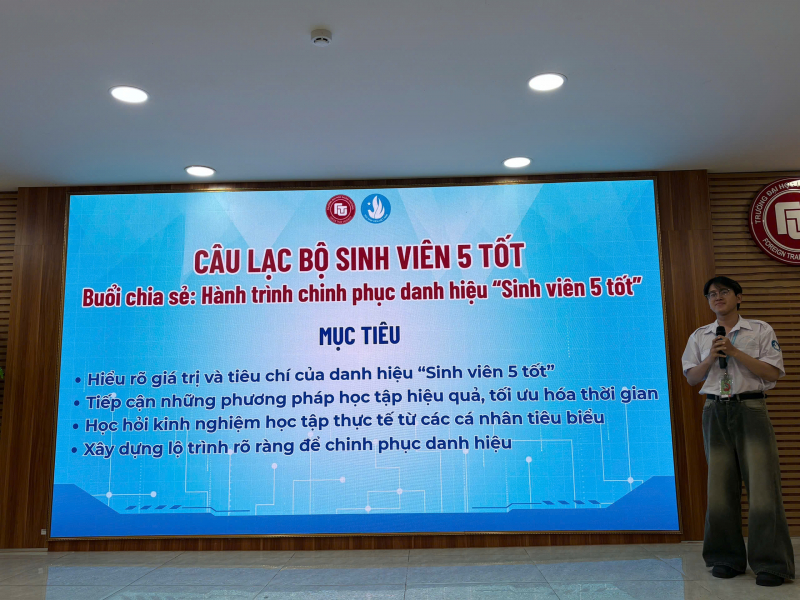 CÂU LẠC BỘ SINH VIÊN 5 TỐT
Buổi chia sẻ: Hành trình chinh phục danh hiệu “Sinh viên 5 tốt”
MỤC TIÊU
• Hiểu rõ giá trị và tiêu chí của danh hiệu “Sinh viên 5 tốt”
• Tiếp cận những phương pháp học tập hiệu quả, tối ưu hóa thời gian
• Học hỏi kinh nghiệm học tập thực tế từ các cá nhân tiêu biểu
• Xây dựng lộ trình rõ ràng để chinh phục danh hiệu
TRƯỜNG ĐẠI
FOREIGN